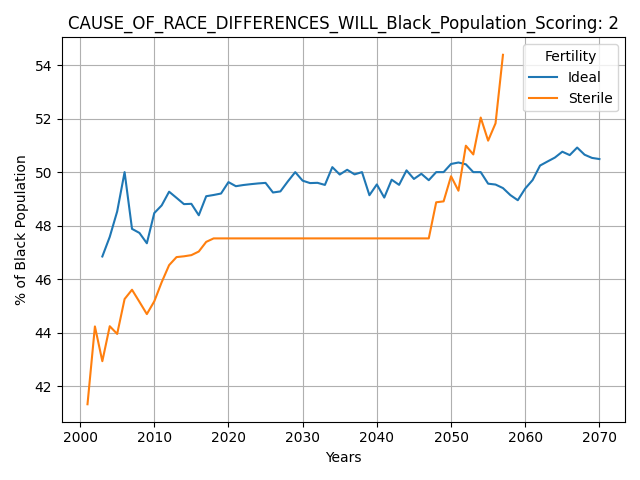 CAUSE_OF_RACE_DIFFERENCES_WILL_Black_Population_Scoring: 2
Fertility
Ideal
Sterile
% of Black Population
54
52
50
48
46
44
42
2000 2010 2020 2030 2040 2050 2060 2070
Years